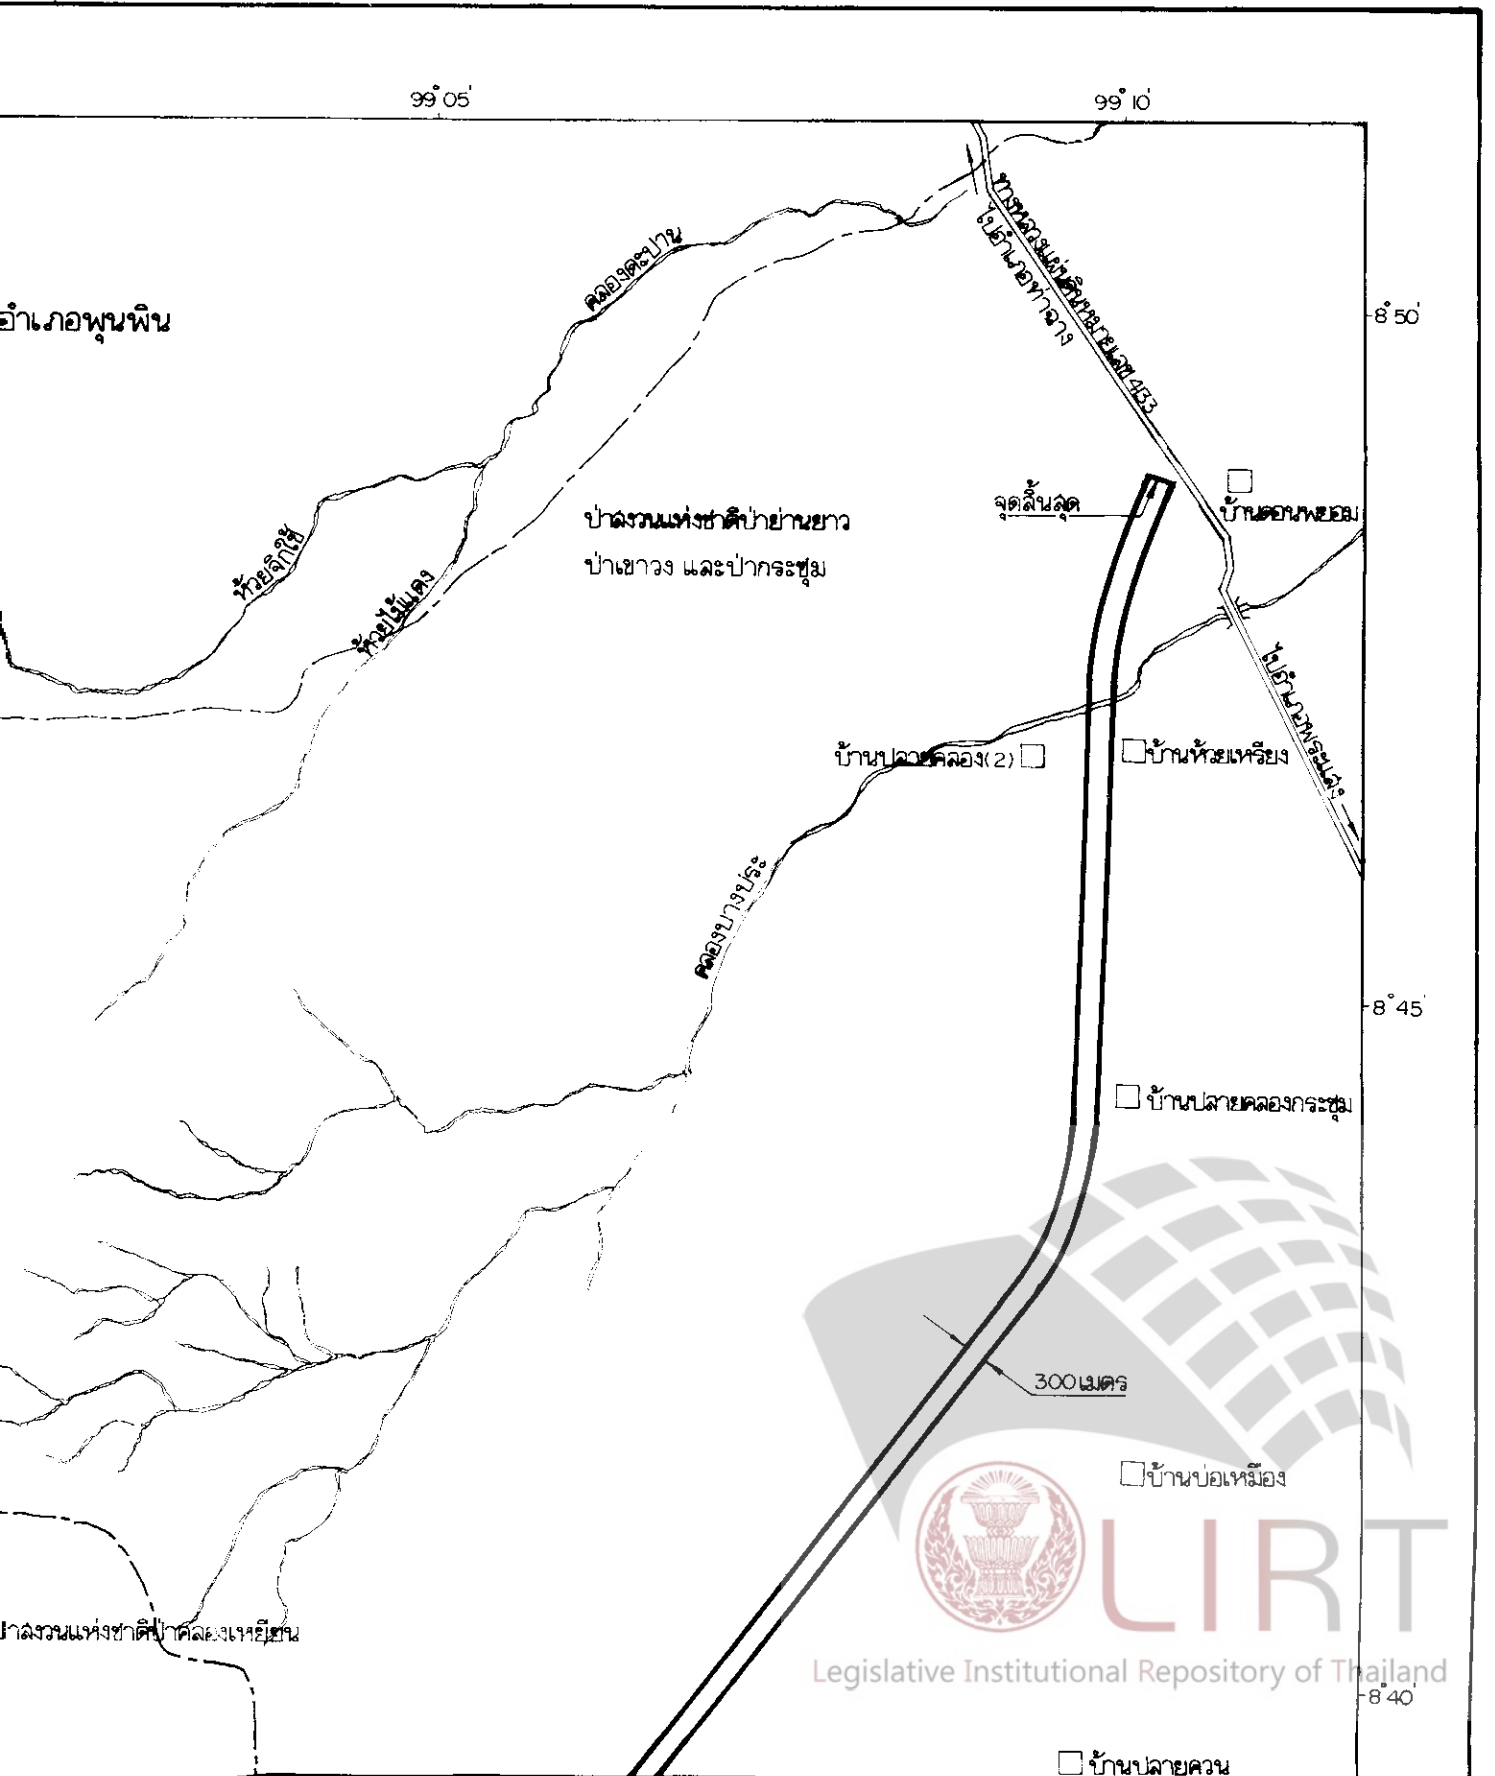 99°05'
99°10'
ทางหลวงแผ่นดินหมายเลข 4133
ไปอำเภอท่าฉาง
คลองตะปาน
อำเภอพุนพิน
8°50'
จุดสิ้นสุด
บ้านดอนพยอม
ป่าสงวนแห่งชาติป่าย่านยาว
ป่าเขาวง และป่ากระชุม
ห้วยจิกใช้
ห้วยไม้แดง
ไปอำเภอพระแสง
บ้านปลายคลอง(2)
บ้านห้วยเหรียง
คลองบางประ
8°45'
บ้านปลายคลองกระชุม
300 เมตร
บ้านบ่อเหมือง
LIRT
ป่าสงวนแห่งชาติป่าคลองเหยียน
Legislative Institutional Repository of Thailand
8°40'
บ้านปลายควน